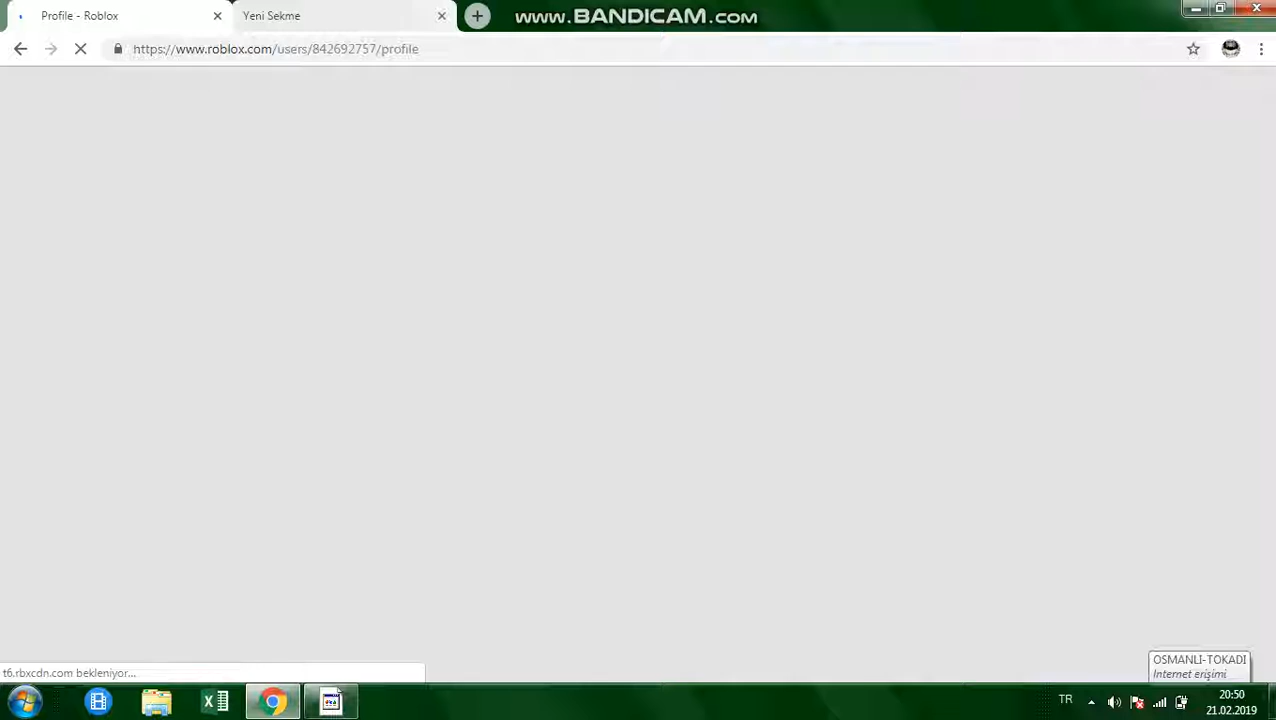 Profile - Roblox
Yeni Sekme
www.BANDICAM.com
https://www.roblox.com/users/842692757/profile
t6.rbxcdn.com bekleniyor...
OSMANLI-TOKADI
İnternet erişimi
TR
20:50
21.02.2019